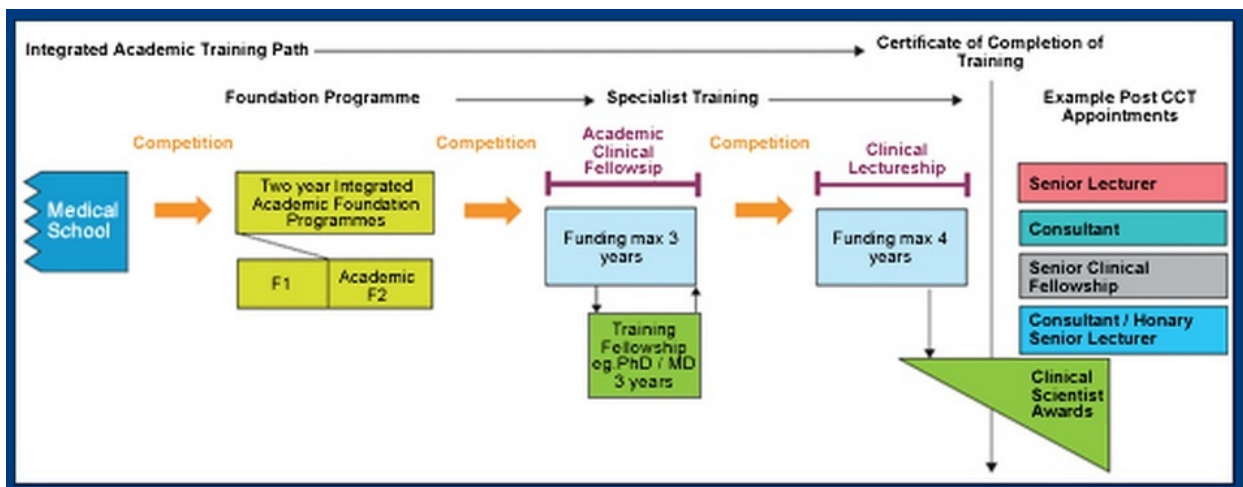 Integrated Academic Training Path
Certificate of Completion of
Training
Foundation Programme
Specialist Training
Example Post CCT
Appointments
Competition
Competition
Academic
Clinical
Fellowsip
Competition
Clinical
Lectureship
Medical
School
Two year Integrated
Academic Foundation
Programmes
F1
Academic
F2
Funding max 3
years
Training
Fellowship
eg.PhD / MD
3 years
Funding max 4
years
Senior Lecturer
Consultant
Senior Clinical
Fellowship
Consultant / Honary
Senior Lecturer
Clinical
Scientist
Awards